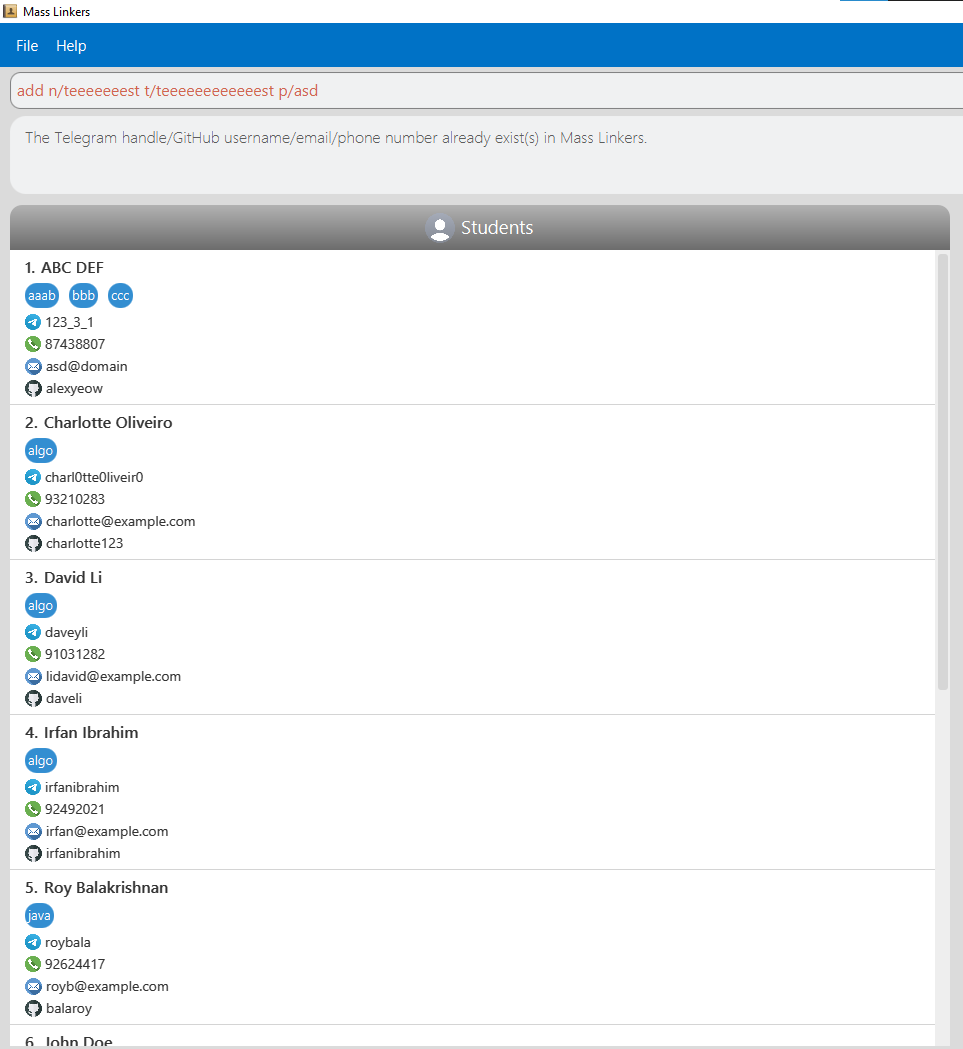 Mass Linkers
File Help
add n/teeeeeeest t/teeeeeeeeeeeest p/asd
The Telegram handle/GitHub username/email/phone number already exist(s) in Mass Linkers.
Students
1. ABC DEF
aaab bbb ccc
123_3_1
87438807
asd@domain
alexyeow
2. Charlotte Oliveiro
algo
charl0tte0liveir0
93210283
charlotte@example.com
charlotte123
3. David Li
algo
daveyli
91031282
lidavid@example.com
daveli
4. Irfan Ibrahim
algo
irfanibrahim
92492021
irfan@example.com
irfanibrahim
5. Roy Balakrishnan
java
roybala
92624417
royb@example.com
balaroy
6. John Doe